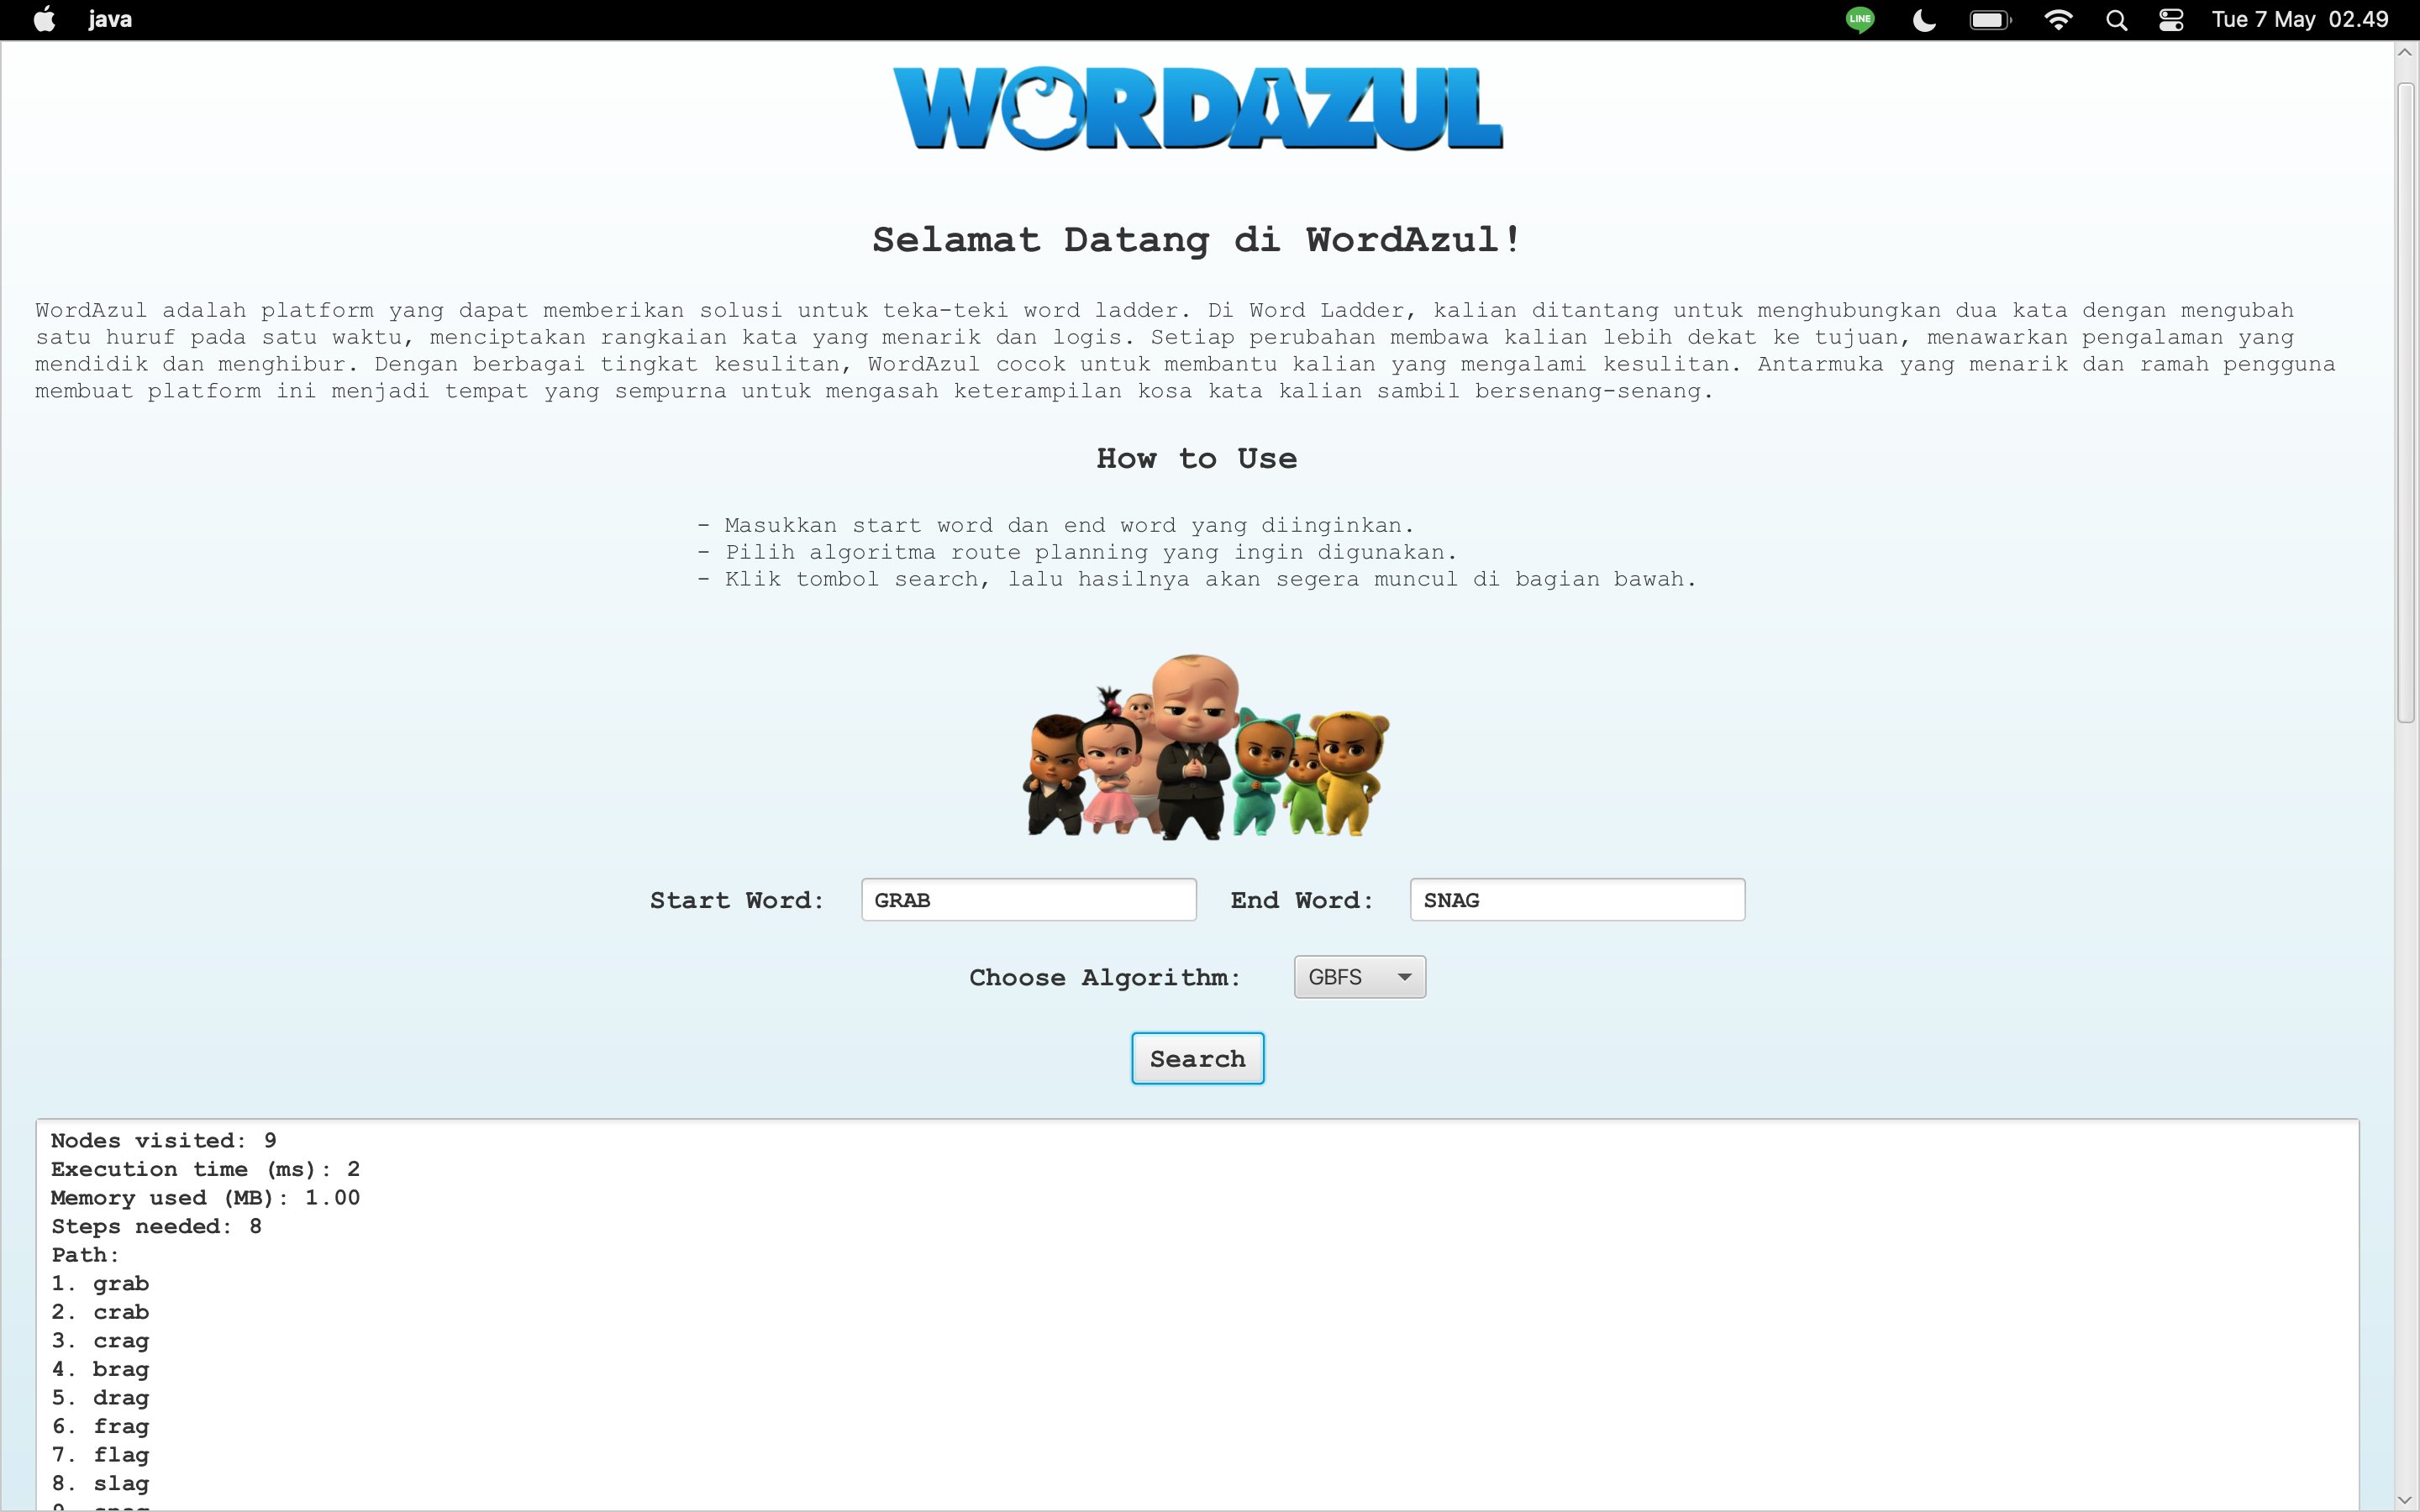 java
LINE
Tue 7 May 02.49
WORDAZUL
Selamat Datang di WordAzul!
WordAzul adalah platform yang dapat memberikan solusi untuk teka-teki word ladder. Di Word Ladder, kalian ditantang untuk menghubungkan dua kata dengan mengubah
satu huruf pada satu waktu, menciptakan rangkaian kata yang menarik dan logis. Setiap perubahan membawa kalian lebih dekat ke tujuan, menawarkan pengalaman yang
mendidik dan menghibur. Dengan berbagai tingkat kesulitan, WordAzul cocok untuk membantu kalian yang mengalami kesulitan. Antarmuka yang menarik dan ramah pengguna
membuat platform ini menjadi tempat yang sempurna untuk mengasah keterampilan kosa kata kalian sambil bersenang-senang.
How to Use
- Masukkan start word dan end word yang diinginkan.
- Pilih algoritma route planning yang ingin digunakan.
- Klik tombol search, lalu hasilnya akan segera muncul di bagian bawah.
Start Word: GRAB End Word: SNAG
Choose Algorithm: GBFS
Search
Nodes visited: 9
Execution time (ms): 2
Memory used (MB): 1.00
Steps needed: 8
Path:
1. grab
2. crab
3. crag
4. brag
5. drag
6. frag
7. flag
8. slag